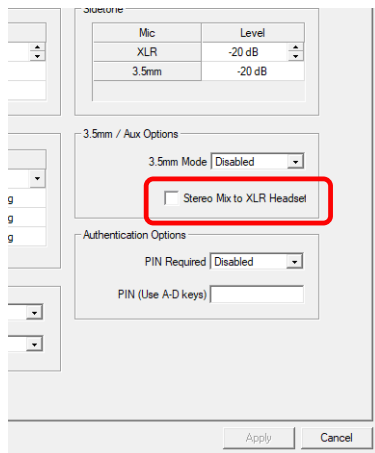 Sidetone
Mic Level
XLR -20 dB
3.5mm -20 dB
3.5mm / Aux Options
3.5mm Mode Disabled
Stereo Mix to XLR Headset
g
g
g
Authentication Options
PIN Required Disabled
PIN (Use A-D keys)
Apply Cancel